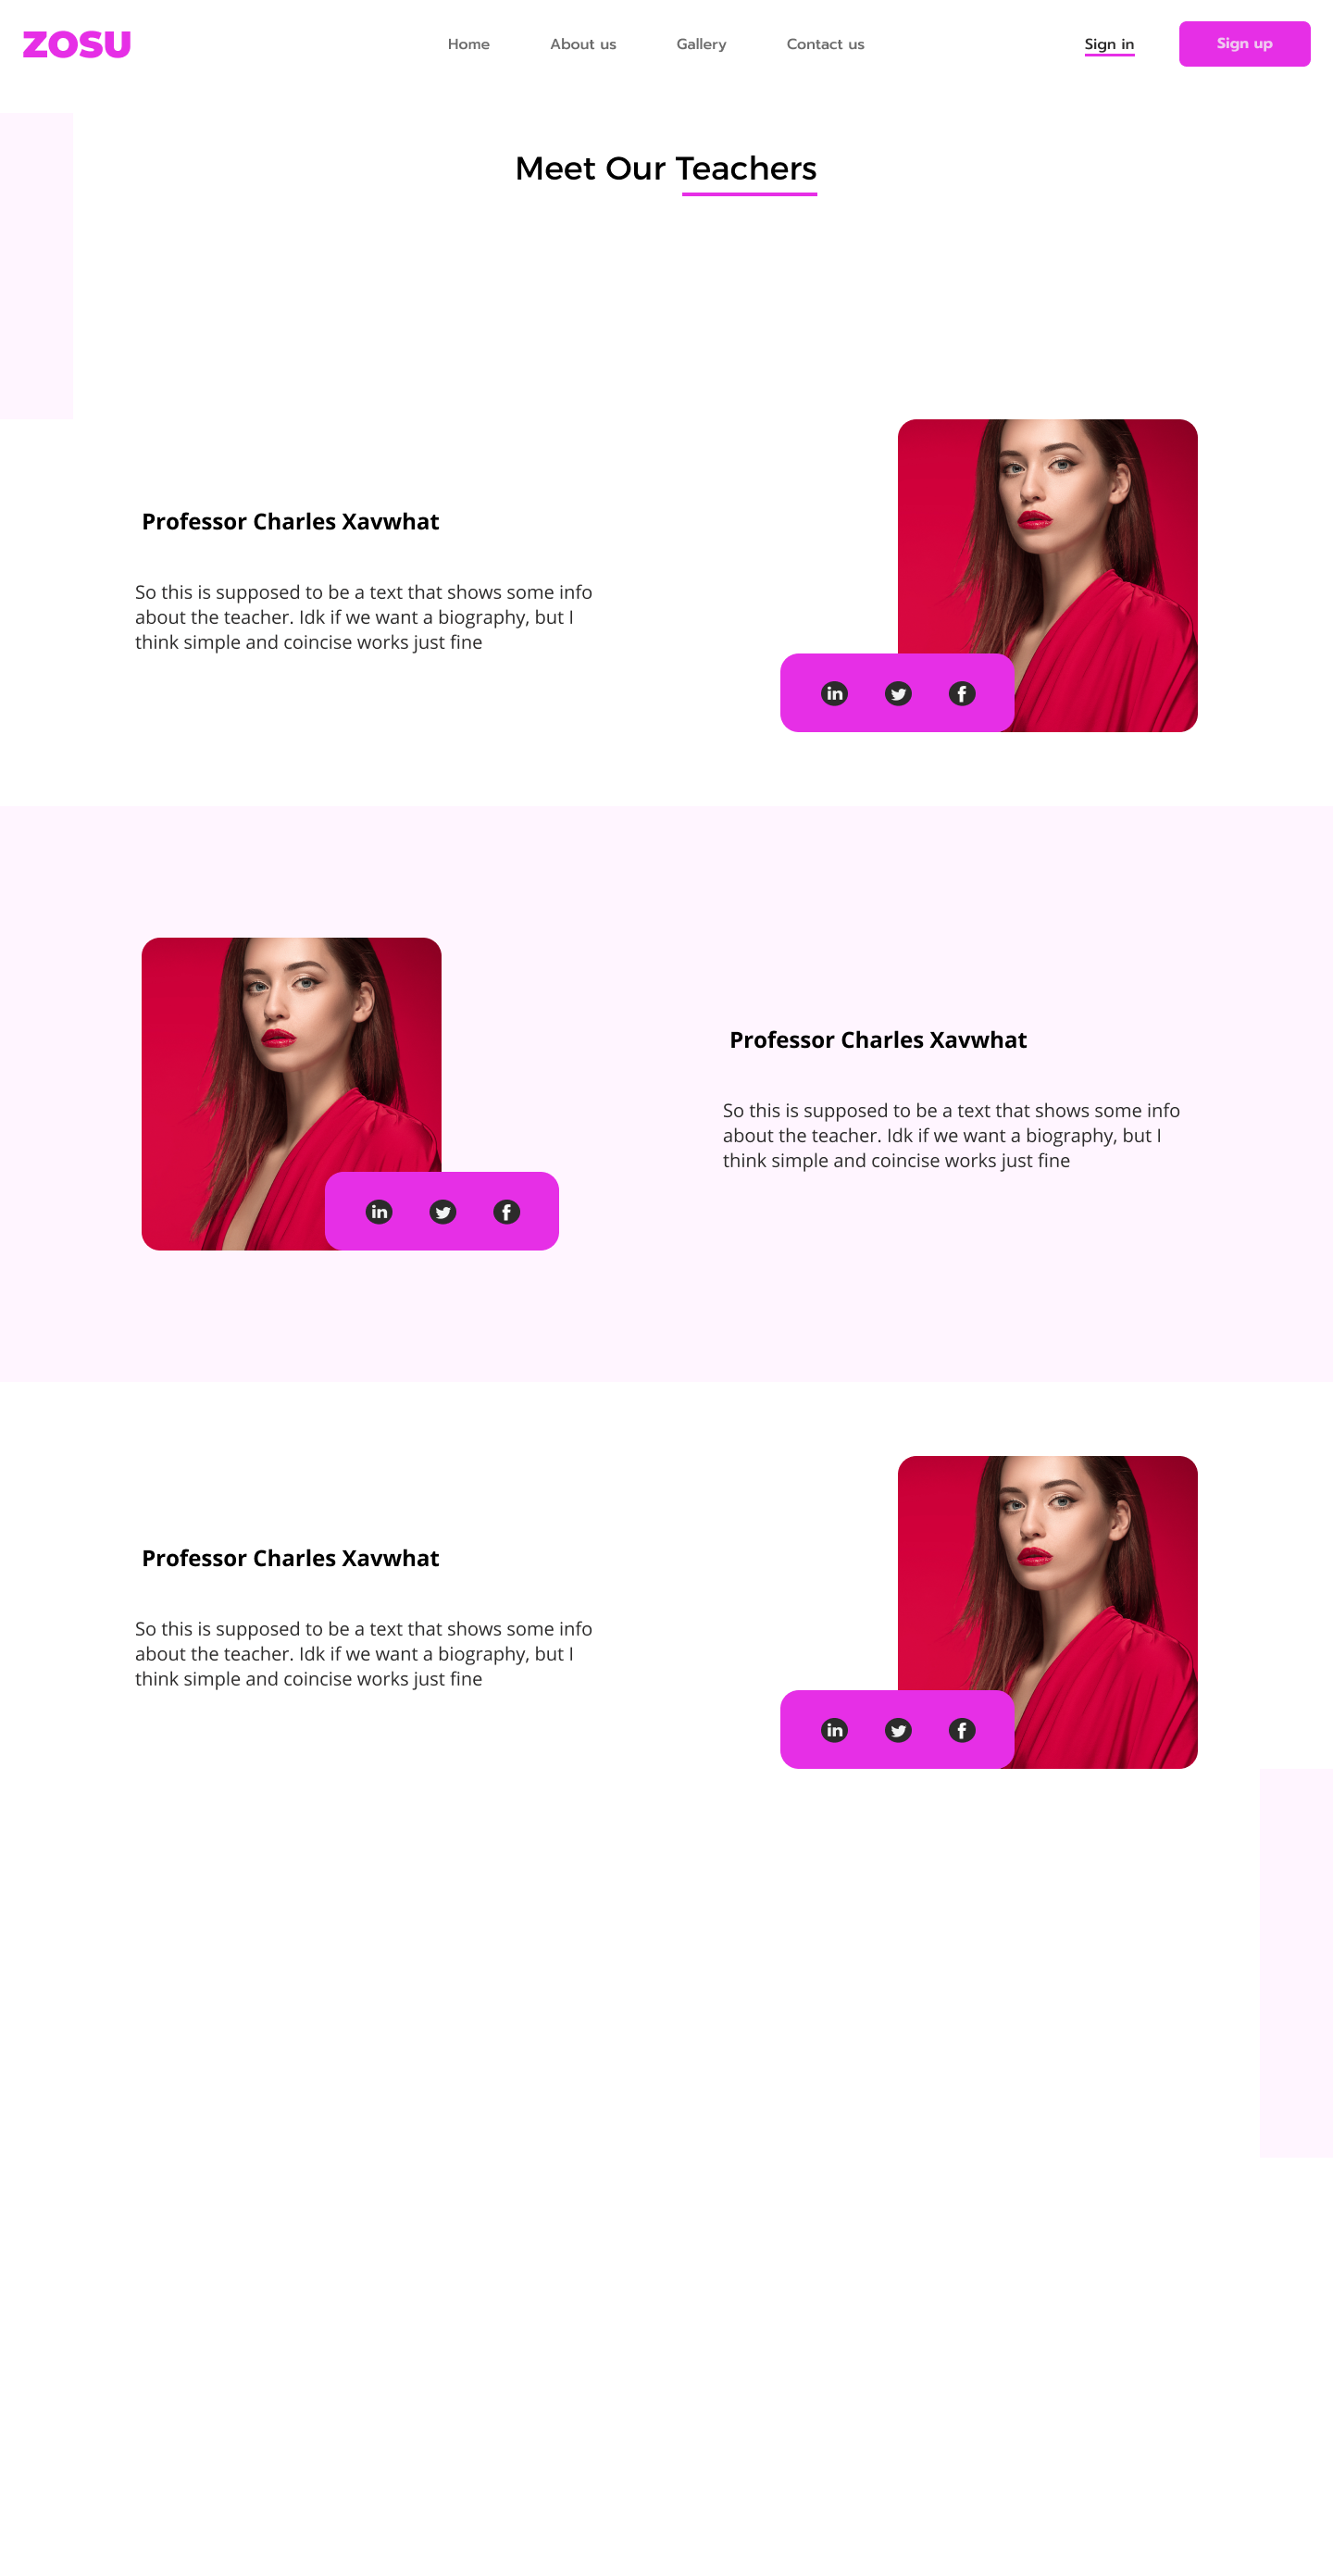 ZOSU
Home
About us
Gallery
Contact us
Sign in
Sign up
Meet Our Teachers
Professor Charles Xavwhat
So this is supposed to be a text that shows some info
about the teacher. Idk if we want a biography, but I
think simple and coincise works just fine
in
f
Professor Charles Xavwhat
So this is supposed to be a text that shows some info
about the teacher. Idk if we want a biography, but I
think simple and coincise works just fine
in
f
Professor Charles Xavwhat
So this is supposed to be a text that shows some info
about the teacher. Idk if we want a biography, but I
think simple and coincise works just fine
in
f